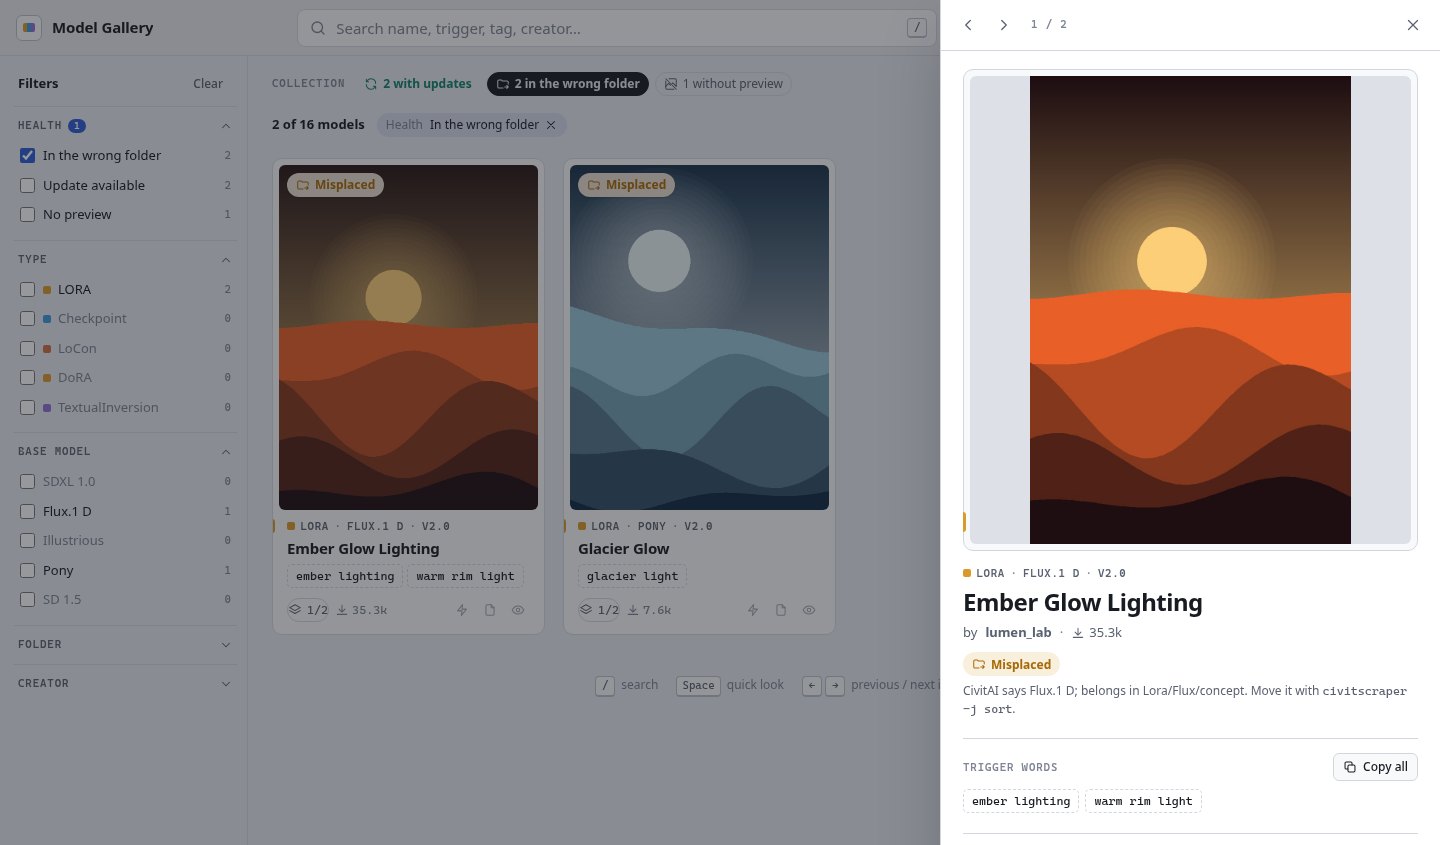 Model Gallery
Search name, trigger, tag, creator...
/
1 / 2
Filters
Clear
HEALTH 1
In the wrong folder 2
Update available 2
No preview 1
TYPE
LORA 2
Checkpoint 0
LoCon 0
DoRA 0
TextualInversion 0
BASE MODEL
SDXL 1.0 0
Flux.1 D 1
Illustrious 0
Pony 1
SD 1.5 0
FOLDER
CREATOR
COLLECTION 2 with updates 2 in the wrong folder 1 without preview
2 of 16 models Health In the wrong folder
Misplaced
LORA · FLUX.1 D · V2.0
Ember Glow Lighting
ember lighting warm rim light
1/2 35.3k
Misplaced
LORA · PONY · V2.0
Glacier Glow
glacier light
1/2 7.6k
/ search Space quick look ← → previous / next
LORA · FLUX.1 D · V2.0
Ember Glow Lighting
by lumen_lab · 35.3k
Misplaced
CivitAI says Flux.1 D; belongs in Lora/Flux/concept. Move it with civitscraper
-j sort.
TRIGGER WORDS
Copy all
ember lighting warm rim light